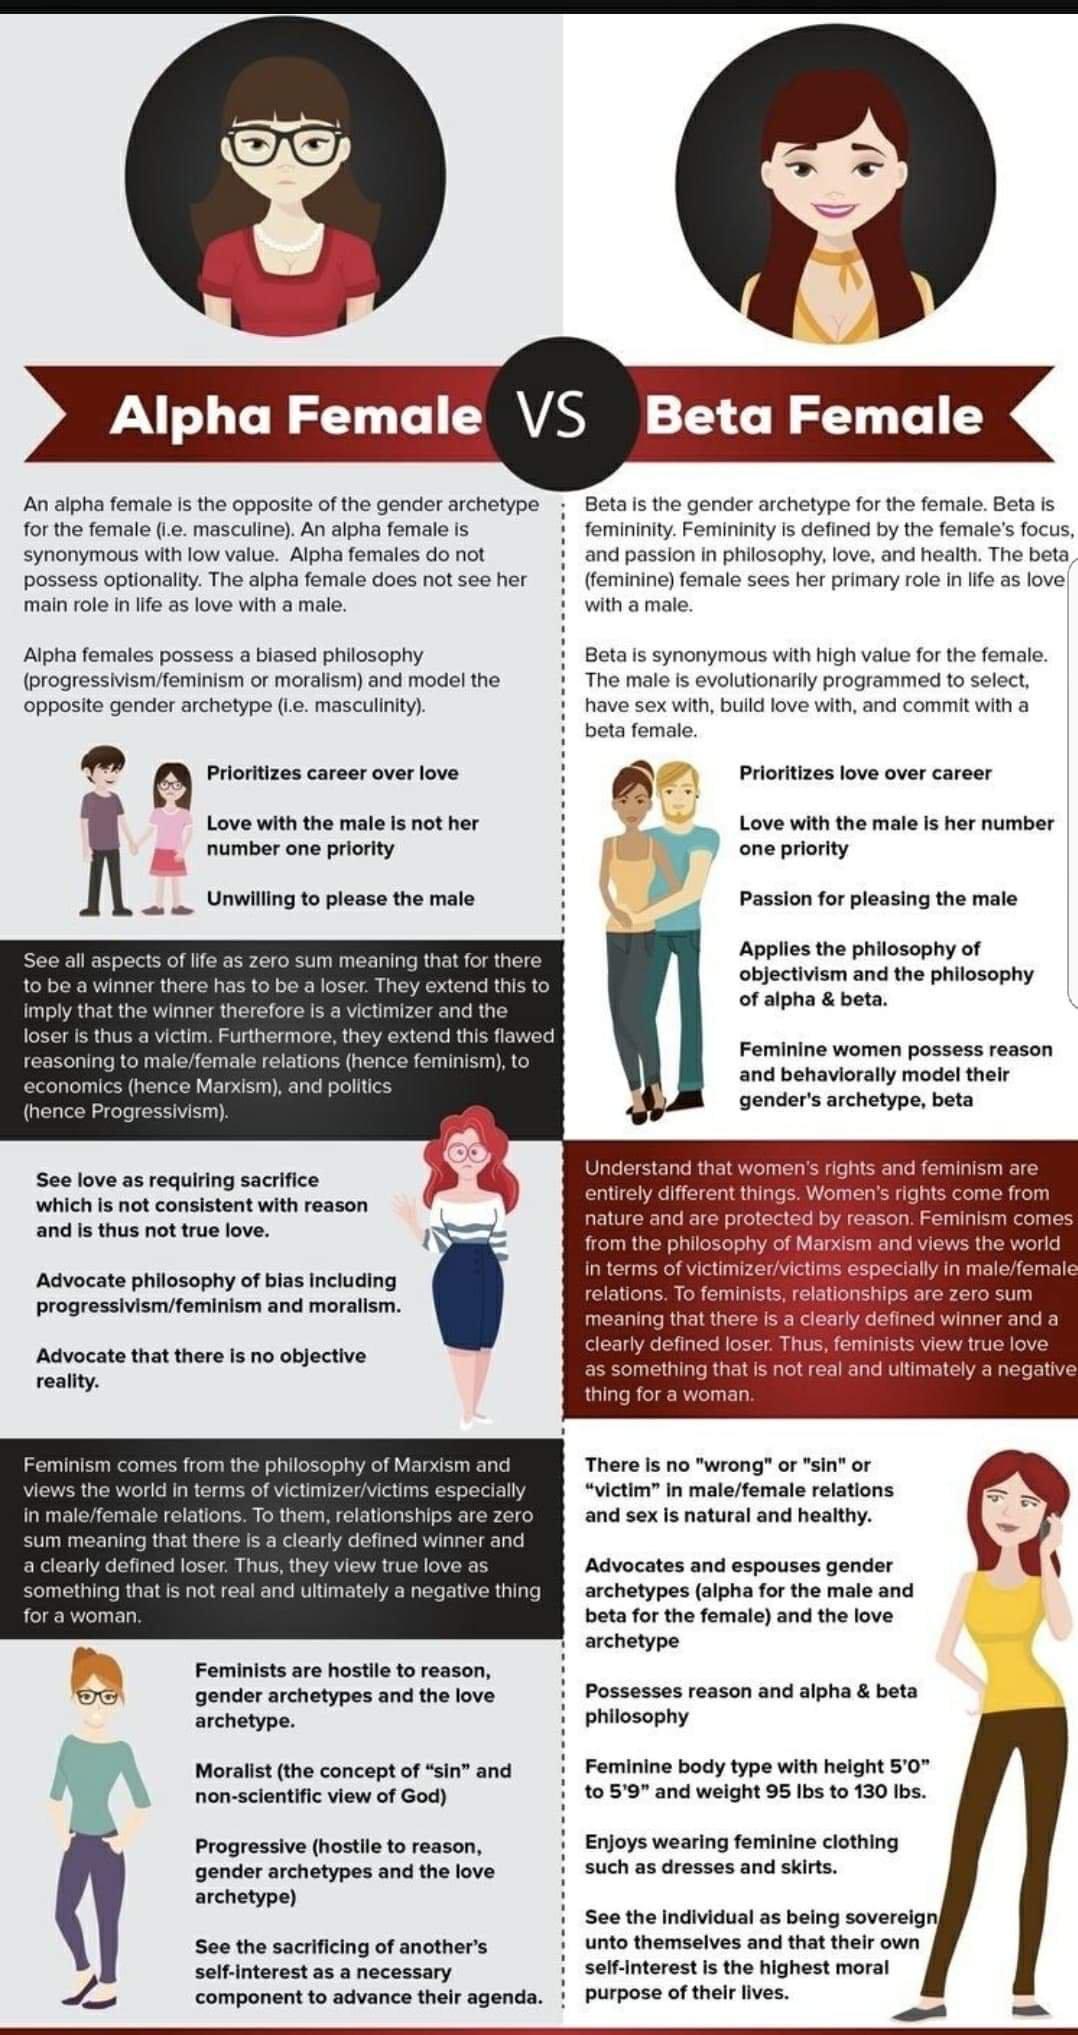 Alpha Female
VS
Beta Female
An alpha female is the opposite of the gender archetype
for the female (i.e. masculine). An alpha female is
synonymous with low value.  Alpha females do not
possess optionality. The alpha female does not see her
main role in life as love with a male.
Alpha females possess a biased philosophy
(progressivism/feminism or moralism) and model the
opposite gender archetype (i.e. masculinity).
Prioritizes career over love
Love with the male is not her
number one priority
Unwilling to please the male
See all aspects of life as zero sum meaning that for there
to be a winner there has to be a loser. They extend this to
imply that the winner therefore is a victimizer and the
loser is thus a victim. Furthermore, they extend this flawed
reasoning to male/female relations (hence feminism), to
economics (hence Marxism), and politics
(hence Progressivism).
See love as requiring sacrifice
which is not consistent with reason
and is thus not true love.
Advocate philosophy of bias including
progressivism/feminism and moralism.
Advocate that there is no objective
reality.
Feminism comes from the philosophy of Marxism and
views the world in terms of victimizer/victims especially
in male/female relations. To them, relationships are zero
sum meaning that there is a clearly defined winner and
a clearly defined loser. Thus, they view true love as
something that is not real and ultimately a negative thing
for a woman.
Feminists are hostile to reason,
gender archetypes and the love
archetype.
Moralist (the concept of “sin” and
non-scientific view of God)
Progressive (hostile to reason,
gender archetypes and the love
archetype)
See the sacrificing of another’s
self-interest as a necessary
component to advance their agenda.
Beta is the gender archetype for the female. Beta is
femininity. Femininity is defined by the female’s focus,
and passion in philosophy, love, and health. The beta
(feminine) female sees her primary role in life as love
with a male.
Beta is synonymous with high value for the female.
The male is evolutionarily programmed to select,
have sex with, build love with, and commit with a
beta female.
Prioritizes love over career
Love with the male is her number
one priority
Passion for pleasing the male
Applies the philosophy of
objectivism and the philosophy
of alpha & beta.
Feminine women possess reason
and behaviorally model their
gender's archetype, beta
Understand that women’s rights and feminism are
entirely different things. Women’s rights come from
nature and are protected by reason. Feminism comes
from the philosophy of Marxism and views the world
in terms of victimizer/victims especially in male/female
relations. To feminists, relationships are zero sum
meaning that there is a clearly defined winner and a
clearly defined loser. Thus, feminists view true love
as something that is not real and ultimately a negative
thing for a woman.
There is no "wrong" or "sin" or
“victim” in male/female relations
and sex is natural and healthy.
Advocates and espouses gender
archetypes (alpha for the male and
beta for the female) and the love
archetype
Possesses reason and alpha & beta
philosophy
Feminine body type with height 5’0”
to 5’9” and weight 95 lbs to 130 lbs.
Enjoys wearing feminine clothing
such as dresses and skirts.
See the individual as being sovereign
unto themselves and that their own
self-interest is the highest moral
purpose of their lives.